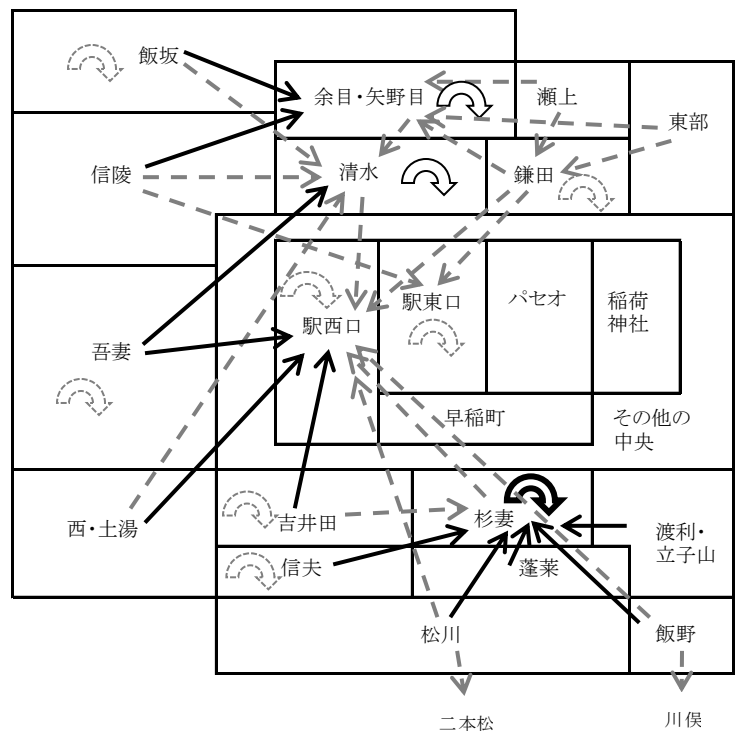 飯坂
余目・矢野目
瀬上
東部
信陵
清水
鎌田
駅西口
駅東口
パセオ
稲荷
神社
吾妻
早稲町
その他の
中央
西・土湯
吉井田
杉妻
渡利・
立子山
信夫
蓬莱
松川
飯野
二本松
川俣